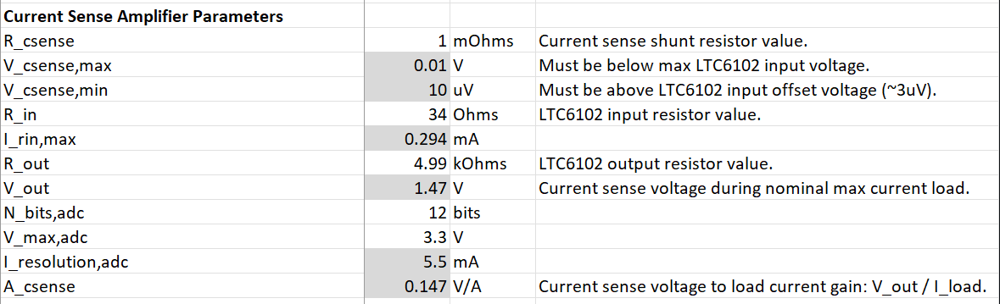 Current Sense Amplifier Parameters
R_csense 1 mOhms Current sense shunt resistor value.
V_csense,max 0.01 V Must be below max LTC6102 input voltage.
V_csense,min 10 uV Must be above LTC6102 input offset voltage (~3uV).
R_in 34 Ohms LTC6102 input resistor value.
I_rin,max 0.294 mA
R_out 4.99 kOhms LTC6102 output resistor value.
V_out 1.47 V Current sense voltage during nominal max current load.
N_bits,adc 12 bits
V_max,adc 3.3 V
I_resolution,adc 5.5 mA
A_csense 0.147 V/A Current sense voltage to load current gain: V_out / I_load.